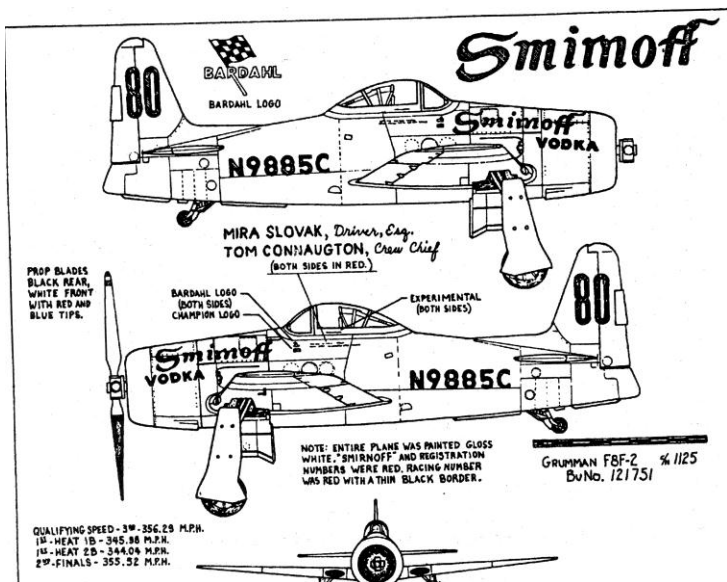 Smirnoff
80
BARDAHL
BARDAHL LOGO
Smirnoff
VODKA
N9885C
MIRA SLOVAK, Driver, Esq.
TOM CONNAUGTON, Crew Chief
(BOTH SIDES IN RED.)
PROP BLADES
BLACK REAR,
WHITE FRONT
WITH RED AND
BLUE TIPS.
BARDAHL LOGO
(BOTH SIDES)
CHAMPION LOGO
EXPERIMENTAL
(BOTH SIDES)
80
Smirnoff
VODKA
N9885C
NOTE: ENTIRE PLANE WAS PAINTED GLOSS
WHITE. "SMIRNOFF" AND REGISTRATION
NUMBERS WERE RED. RACING NUMBER
WAS RED WITH A THIN BLACK BORDER.
GRUMMAN F8F-2 c/n 1125
BuNo. 121751
QUALIFYING SPEED - 3RD - 356.29 M.P.H.
1ST - HEAT 1B - 345.98 M.P.H.
1ST - HEAT 2B - 344.04 M.P.H.
2ND - FINALS - 355.52 M.P.H.